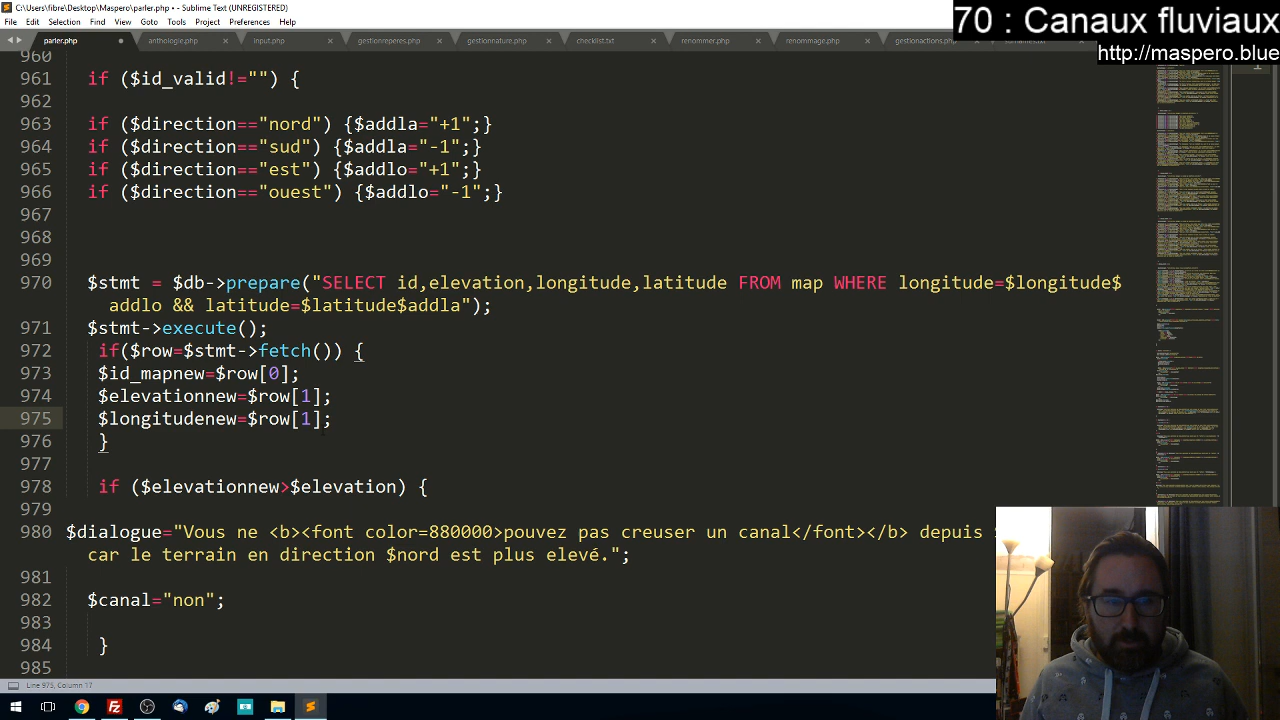 C:\Users\fibre\Desktop\Maspero\parler.php • - Sublime Text (UNREGISTERED)
70 : Canaux fluviaux
File Edit Selection Find View Goto Tools Project Preferences Help
http://maspero.blue
parler.php anthologie.php input.php gestionreperes.php gestionnature.php checklist.txt renommer.php renommage.php gestionactions.php
960
961 if ($id_valid!="") {
962
963 if ($direction=="nord") {$addla="+1";}
964 if ($direction=="sud") {$addla="-1";}
965 if ($direction=="est") {$addlo="+1";}
966 if ($direction=="ouest") {$addlo="-1";}
967
968
969
970 $stmt = $db->prepare("SELECT id,elevation,longitude,latitude FROM map WHERE longitude=$longitude$
addlo && latitude=$latitude$addla");
971 $stmt->execute();
972 if($row=$stmt->fetch()) {
973 $id_mapnew=$row[0];
974 $elevationnew=$row[1];
975 $longitudenew=$row[1];
976 }
977
978 if ($elevationnew>$elevation) {
979
980 $dialogue="Vous ne <b><font color=880000>pouvez pas creuser un canal</font></b> depuis
car le terrain en direction $nord est plus elevé.";
981
982 $canal="non";
983
984 }
985
Line 975, Column 17